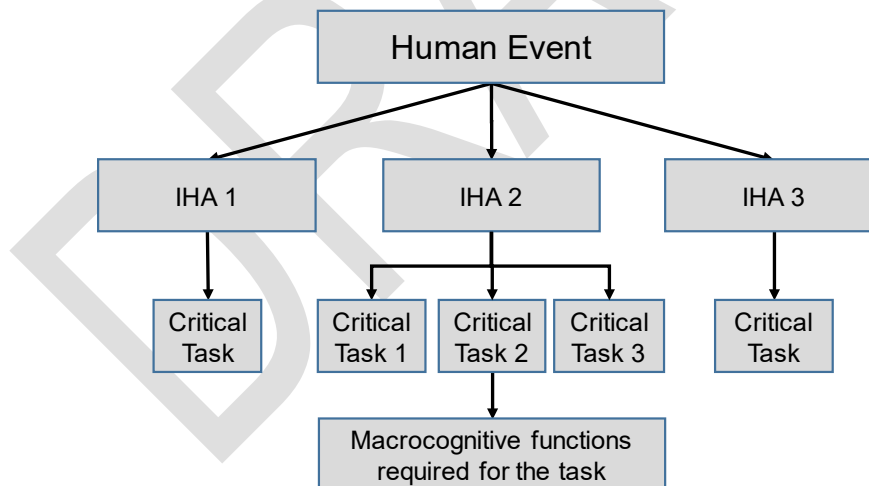 Human Event
IHA 1
IHA 2
IHA 3
Critical
Task
Critical
Task 1
Critical
Task 2
Critical
Task 3
Critical
Task
Macrocognitive functions
required for the task